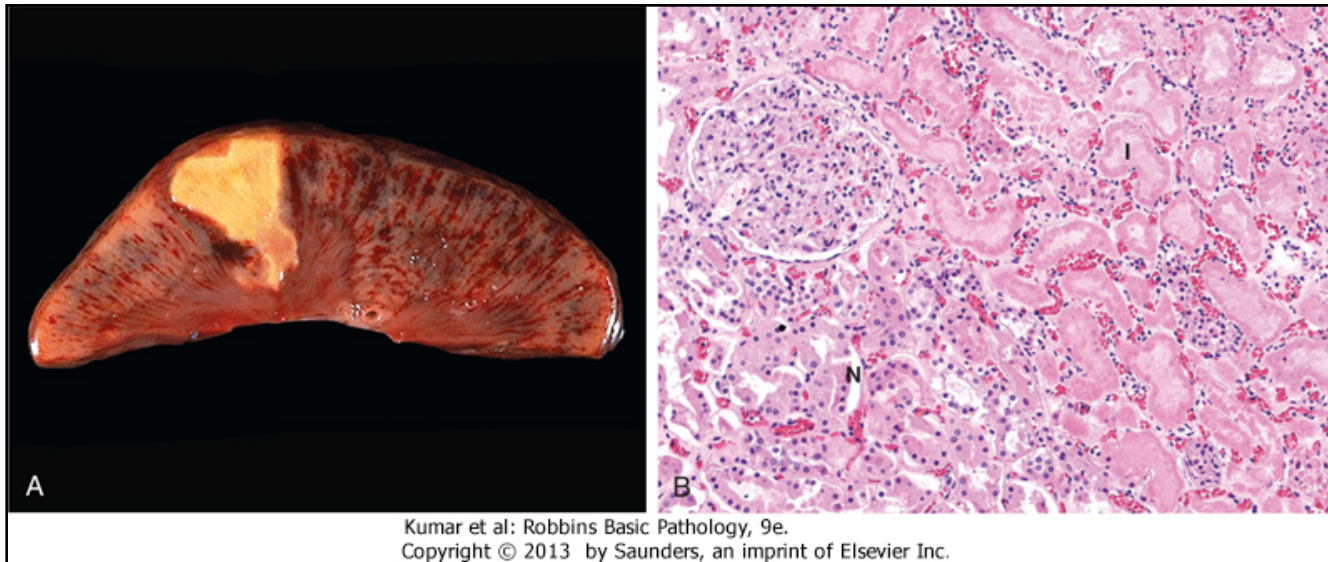 A
B
I
N
Kumar et al: Robbins Basic Pathology, 9e.
Copyright © 2013 by Saunders, an imprint of Elsevier Inc.